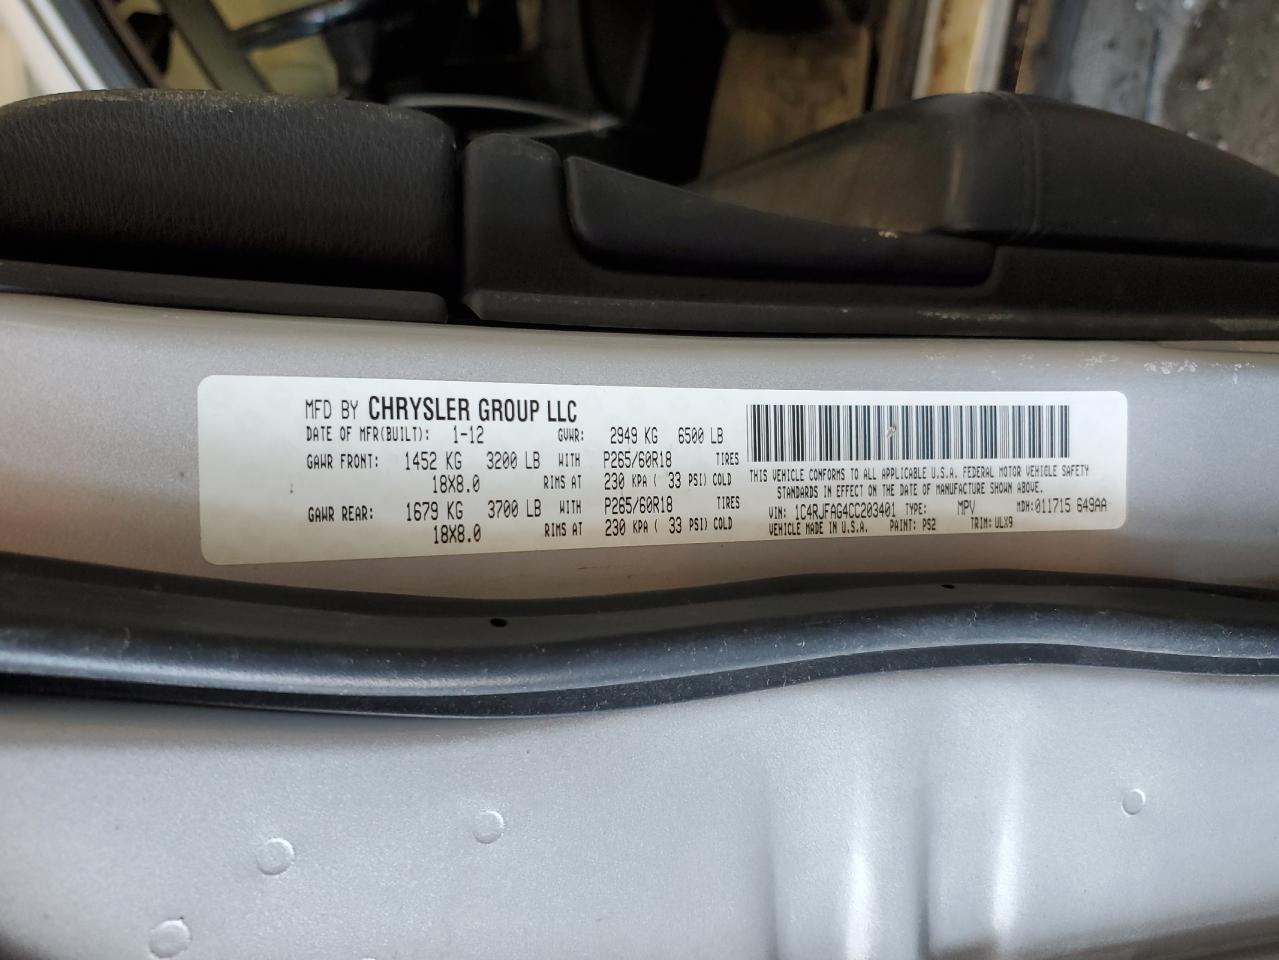 MFD BY CHRYSLER GROUP LLC
DATE OF MFR(BUILT): 1-12 GVWR: 2949 KG 6500 LB
GAWR FRONT: 1452 KG 3200 LB WITH P265/60R18 TIRES
18X8.0 RIMS AT 230 KPA ( 33 PSI) COLD
GAWR REAR: 1679 KG 3700 LB WITH P265/60R18 TIRES
18X8.0 RIMS AT 230 KPA ( 33 PSI) COLD
THIS VEHICLE CONFORMS TO ALL APPLICABLE U.S.A. FEDERAL MOTOR VEHICLE SAFETY
STANDARDS IN EFFECT ON THE DATE OF MANUFACTURE SHOWN ABOVE.
VIN: 1C4RJFAG4CC203401 TYPE: MPV MDH:011715 649AA
VEHICLE MADE IN U.S.A. PAINT: PS2 TRIM: ULX9